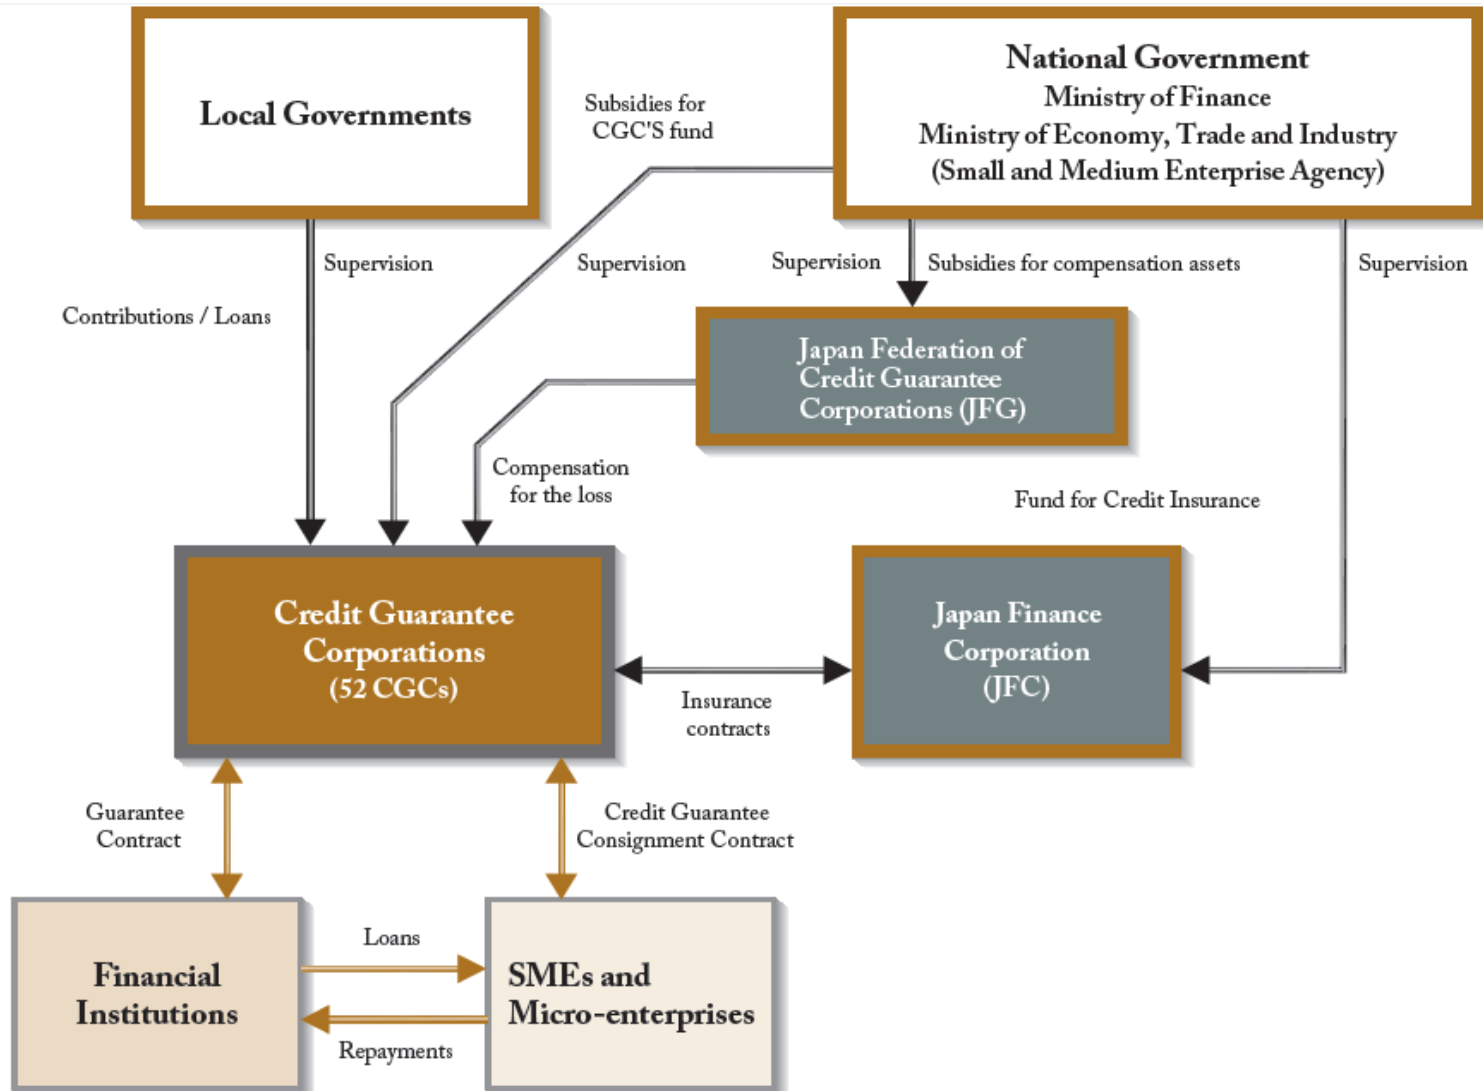 Local Governments
National Government
Ministry of Finance
Ministry of Economy, Trade and Industry
(Small and Medium Enterprise Agency)
Subsidies for
CGC'S fund
Supervision
Contributions / Loans
Supervision
Supervision
Subsidies for compensation assets
Supervision
Japan Federation of
Credit Guarantee
Corporations (JFG)
Compensation
for the loss
Fund for Credit Insurance
Credit Guarantee
Corporations
(52 CGCs)
Japan Finance
Corporation
(JFC)
Insurance
contracts
Guarantee
Contract
Credit Guarantee
Consignment Contract
Financial
Institutions
Loans
Repayments
SMEs and
Micro-enterprises